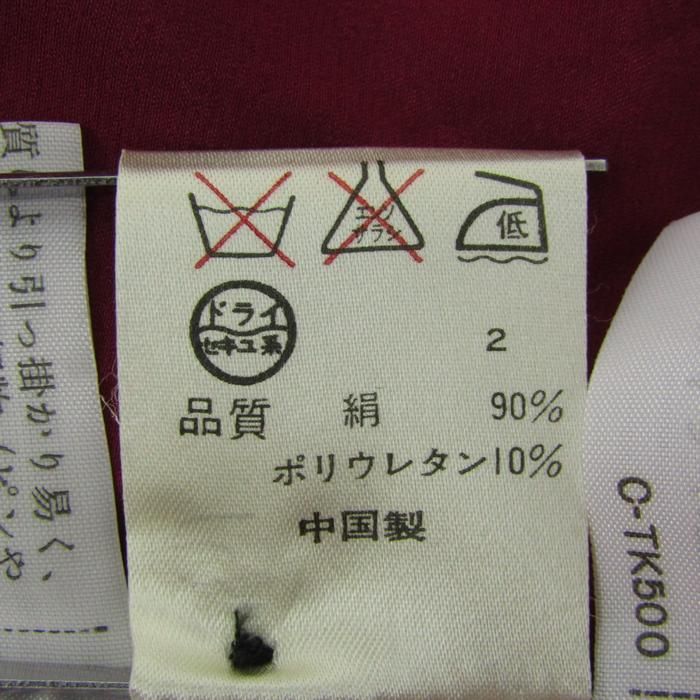 エンソ
サラシ
低
ドライ
セキユ系
2
品質 絹 90%
ポリウレタン10%
中国製
より引っ掛かり易く、
C-TK500